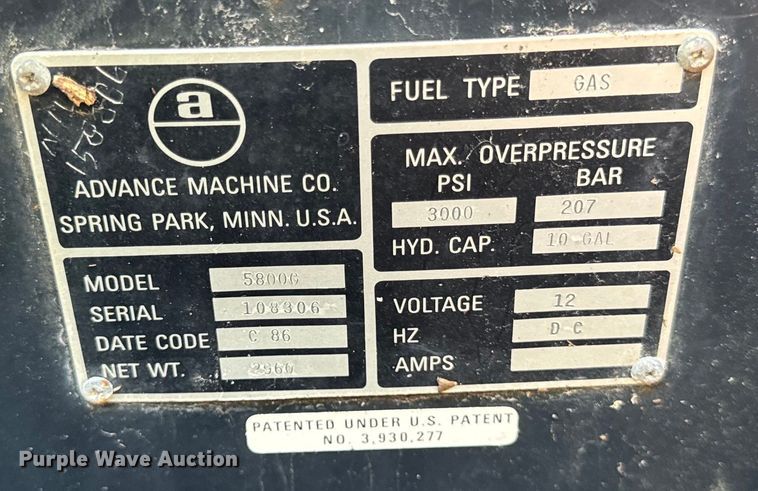 a
ADVANCE MACHINE CO.
SPRING PARK, MINN. U.S.A.
MODEL 5800G
SERIAL 108306
DATE CODE C 86
NET WT. 3960
FUEL TYPE GAS
MAX. OVERPRESSURE
PSI BAR
3000 207
HYD. CAP. 10 GAL
VOLTAGE 12
HZ D C
AMPS
PATENTED UNDER U.S. PATENT
NO. 3,930,277
Purple Wave Auction